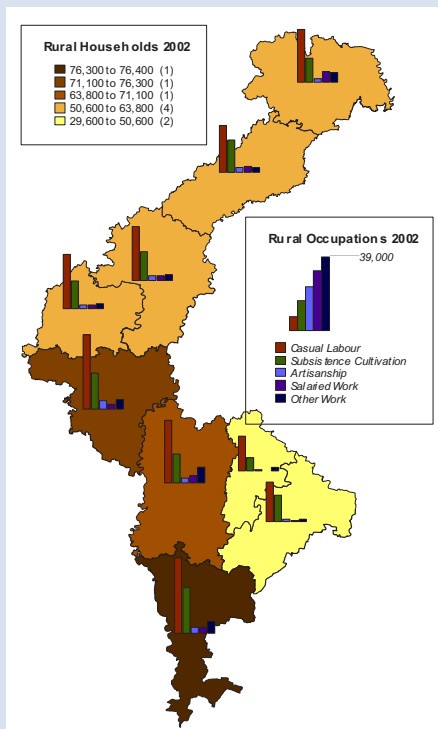 Rural Households 2002
76,300 to 76,400 (1)
71,100 to 76,300 (1)
63,800 to 71,100 (1)
50,600 to 63,800 (4)
29,600 to 50,600 (2)
Rural Occupations 2002
39,000
Casual Labour
Subsistence Cultivation
Artisanship
Salaried Work
Other Work